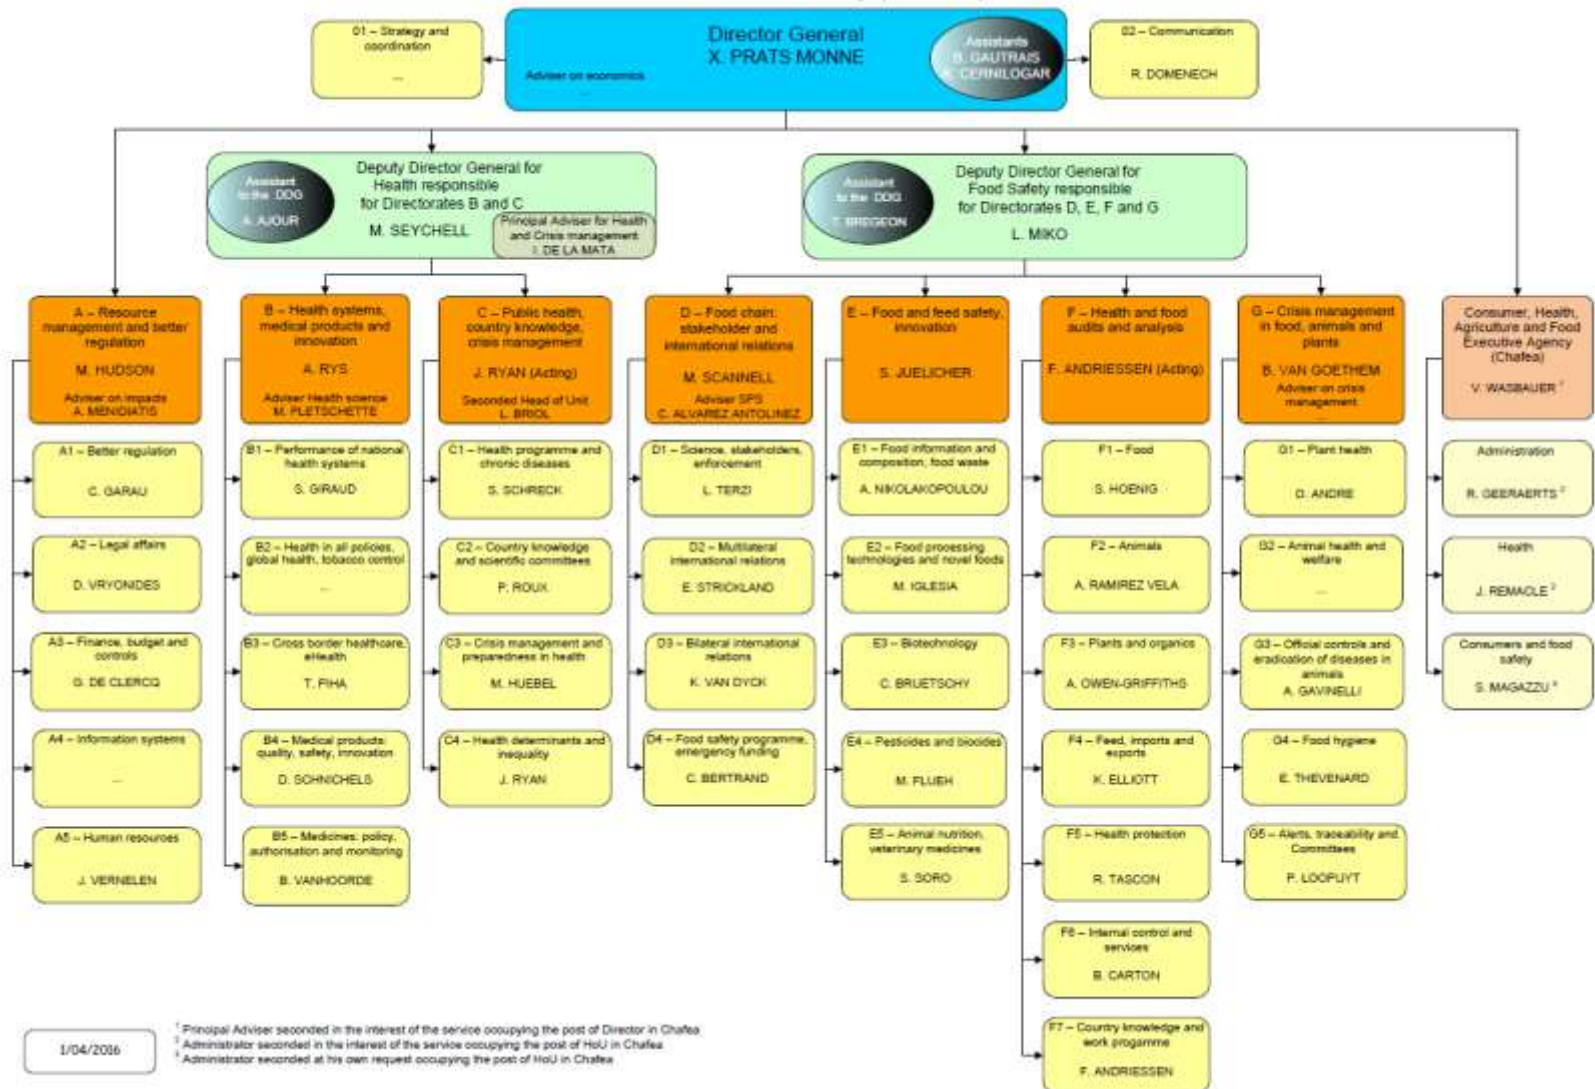 01 – Strategy and
coordination
...
Director General
X. PRATS MONNE
Adviser on economics
...
Assistants
B. GAUTRAIS
CERNILOGAR
02 – Communication
R. DOMENECH
Assistant
to the DDG
A. AJOUR
Deputy Director General for
Health responsible
for Directorates B and C
M. SEYCHELL
Principal Adviser for Health
and Crisis management
I. DE LA MATA
Assistant
to the DDG
T. BREGEON
Deputy Director General for
Food Safety responsible
for Directorates D, E, F and G
L. MIKO
A – Resource
management and better
regulation
M. HUDSON
Adviser on impacts
A. MENIDIATIS
A1 – Better regulation
C. GARAU
A2 – Legal affairs
D. VRYONIDES
A3 – Finance, budget and
controls
G. DE CLERCQ
A4 – Information systems
...
A5 – Human resources
J. VERNELEN
B – Health systems,
medical products and
innovation
A. RYS
Adviser Health science
M. PLETSCHETTE
B1 – Performance of national
health systems
S. GIRAUD
B2 – Health in all policies,
global health, tobacco control
...
B3 – Cross border healthcare,
eHealth
T. PIHA
B4 – Medical products:
quality, safety, innovation
D. SCHNICHELS
B5 – Medicines: policy,
authorisation and monitoring
B. VANHOORDE
C – Public health,
country knowledge,
crisis management
J. RYAN (Acting)
Seconded Head of Unit
L. BRIOL
C1 – Health programme and
chronic diseases
S. SCHRECK
C2 – Country knowledge
and scientific committees
P. ROUX
C3 – Crisis management and
preparedness in health
M. HUEBEL
C4 – Health determinants and
inequality
J. RYAN
D – Food chain:
stakeholder and
international relations
M. SCANNELL
Adviser SPS
C. ALVAREZ ANTOLINEZ
D1 – Science, stakeholders,
enforcement
L. TERZI
D2 – Multilateral
international relations
E. STRICKLAND
D3 – Bilateral international
relations
K. VAN DYCK
D4 – Food safety programme,
emergency funding
C. BERTRAND
E – Food and feed safety,
innovation
S. JUELICHER
E1 – Food information and
composition, food waste
A. NIKOLAKOPOULOU
E2 – Food processing
technologies and novel foods
M. IGLESIA
E3 – Biotechnology
C. BRUETSCHY
E4 – Pesticides and biocides
M. FLUEH
E5 – Animal nutrition,
veterinary medicines
S. SORO
F – Health and food
audits and analysis
F. ANDRIESSEN (Acting)
F1 – Food
S. HOENIG
F2 – Animals
A. RAMIREZ VELA
F3 – Plants and organics
A. OWEN-GRIFFITHS
F4 – Feed, imports and
exports
K. ELLIOTT
F5 – Health protection
R. TASCON
F6 – Internal control and
services
B. CARTON
F7 – Country knowledge and
work progamme
F. ANDRIESSEN
G – Crisis management
in food, animals and
plants
B. VAN GOETHEM
Adviser on crisis
management
...
G1 – Plant health
D. ANDRE
G2 – Animal health and
welfare
...
G3 – Official controls and
eradication of diseases in
animals
A. GAVINELLI
G4 – Food hygiene
E. THEVENARD
G5 – Alerts, traceability and
Committees
P. LOOPUYT
Consumer, Health,
Agriculture and Food
Executive Agency
(Chafea)
V. WASBAUER ¹
Administration
R. GEERAERTS ²
Health
J. REMACLE ³
Consumers and food
safety
S. MAGAZZU
1/04/2016
¹ Principal Adviser seconded in the interest of the service occupying the post of Director in Chafea
² Administrator seconded in the interest of the service occupying the post of HoU in Chafea
³ Administrator seconded at his own request occupying the post of HoU in Chafea